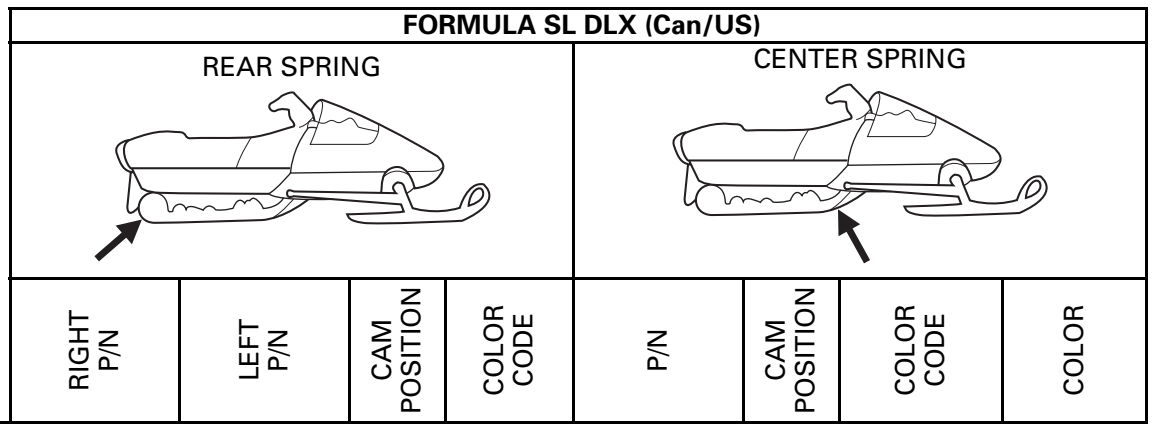 FORMULA SL DLX (Can/US)
REAR SPRING
CENTER SPRING
RIGHT
P/N
LEFT
P/N
CAM
POSITION
COLOR
CODE
P/N
CAM
POSITION
COLOR
CODE
COLOR